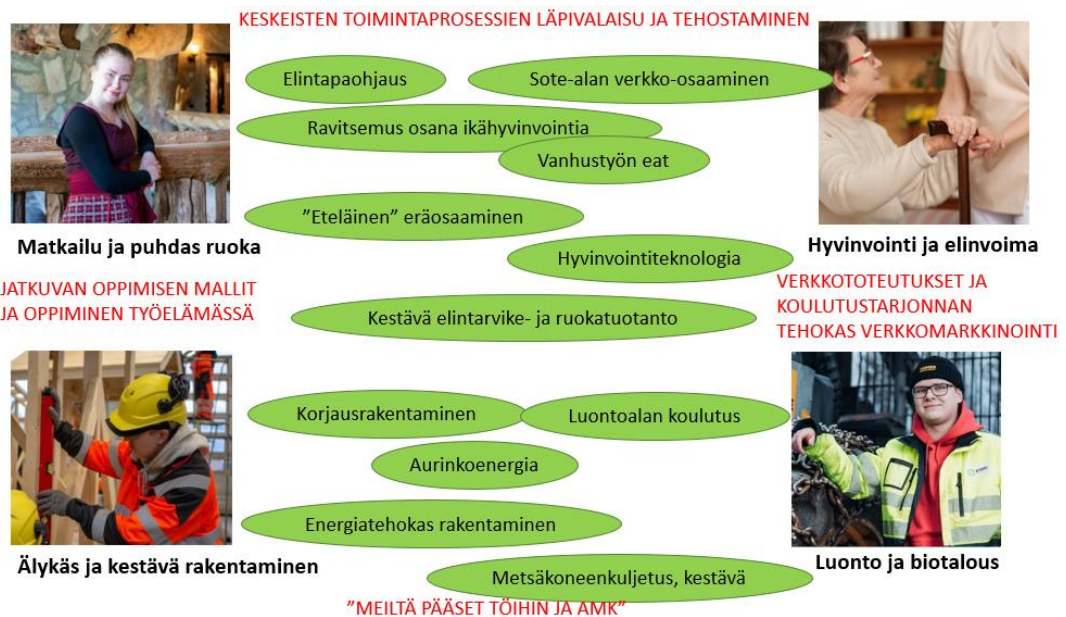 KESKEISTEN TOIMINTAPROSESSIEN LÄPIVALAISU JA TEHOSTAMINEN
Elintapaohjaus
Sote-alan verkko-osaaminen
Ravitsemus osana ikähyvinvointia
Vanhustyön eat
”Eteläinen” eräosaaminen
Matkailu ja puhdas ruoka
Hyvinvointi ja elinvoima
Hyvinvointiteknologia
JATKUVAN OPPIMISEN MALLIT
JA OPPIMINEN TYÖELÄMÄSSÄ
VERKKOTOTEUTUKSET JA
KOULUTUSTARJONNAN
TEHOKAS VERKKOMARKKINOINTI
Kestävä elintarvike- ja ruokatuotanto
Korjausrakentaminen
Luontoalan koulutus
Aurinkoenergia
Energiatehokas rakentaminen
Älykäs ja kestävä rakentaminen
Luonto ja biotalous
Metsäkoneenkuljetus, kestävä
”MEILTÄ PÄÄSET TÖIHIN JA AMK”